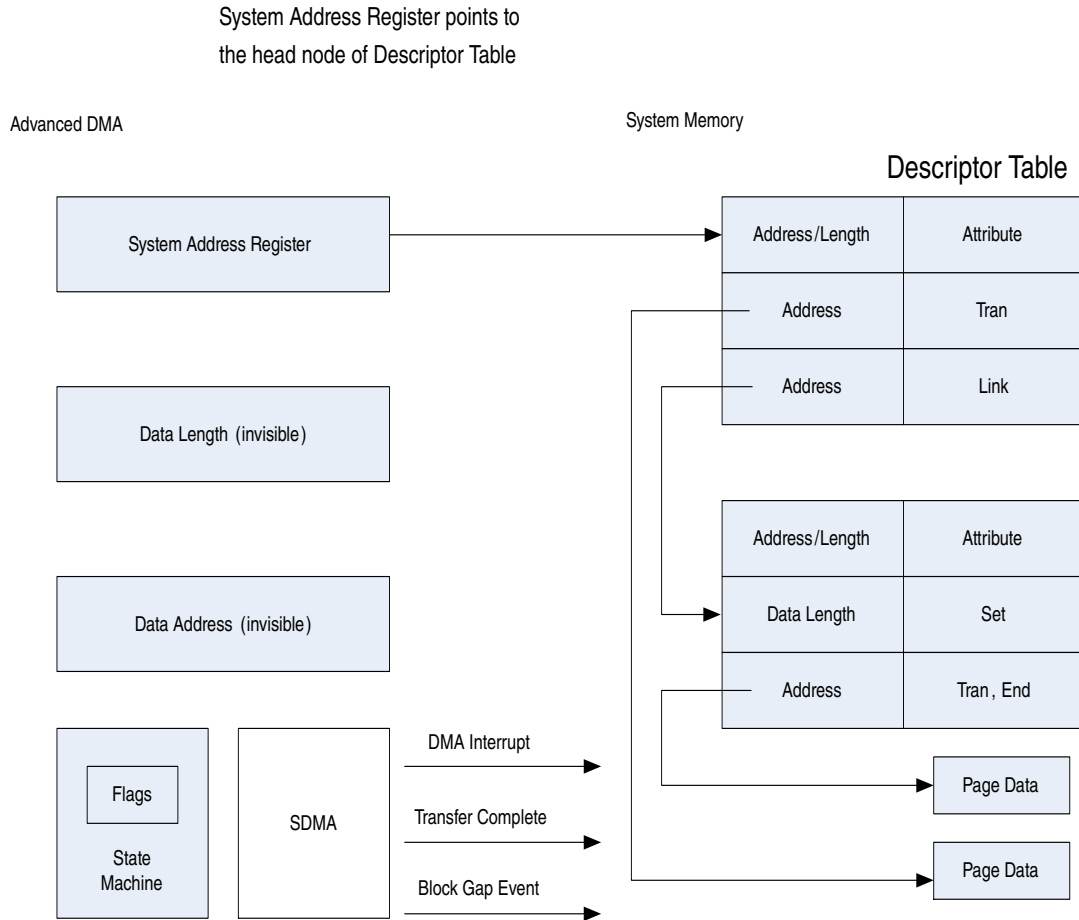 System Address Register points to
the head node of Descriptor Table
Advanced DMA
System Memory
Descriptor Table
System Address Register
Address/Length
Attribute
Address
Tran
Address
Link
Data Length (invisible)
Address/Length
Attribute
Data Length
Set
Data Address (invisible)
Address
Tran, End
Flags
State
Machine
SDMA
DMA Interrupt
Transfer Complete
Block Gap Event
Page Data
Page Data